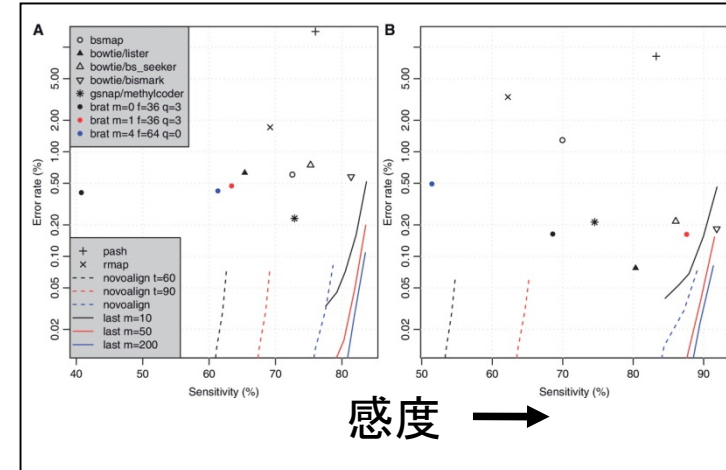 A
bsmap
bowtie/lister
bowtie/bs_seeker
bowtie/bismark
gsnap/methylcoder
brat m=0 f=36 q=3
brat m=1 f=36 q=3
brat m=4 f=64 q=0
pash
rmap
novoalign t=60
novoalign t=90
novoalign
last m=10
last m=50
last m=200
Error rate (%)
5.00
2.00
1.00
0.50
0.20
0.10
0.05
0.02
40 50 60 70 80
Sensitivity (%)
B
Error rate (%)
5.00
2.00
1.00
0.50
0.20
0.10
0.05
0.02
50 60 70 80 90
Sensitivity (%)
感度